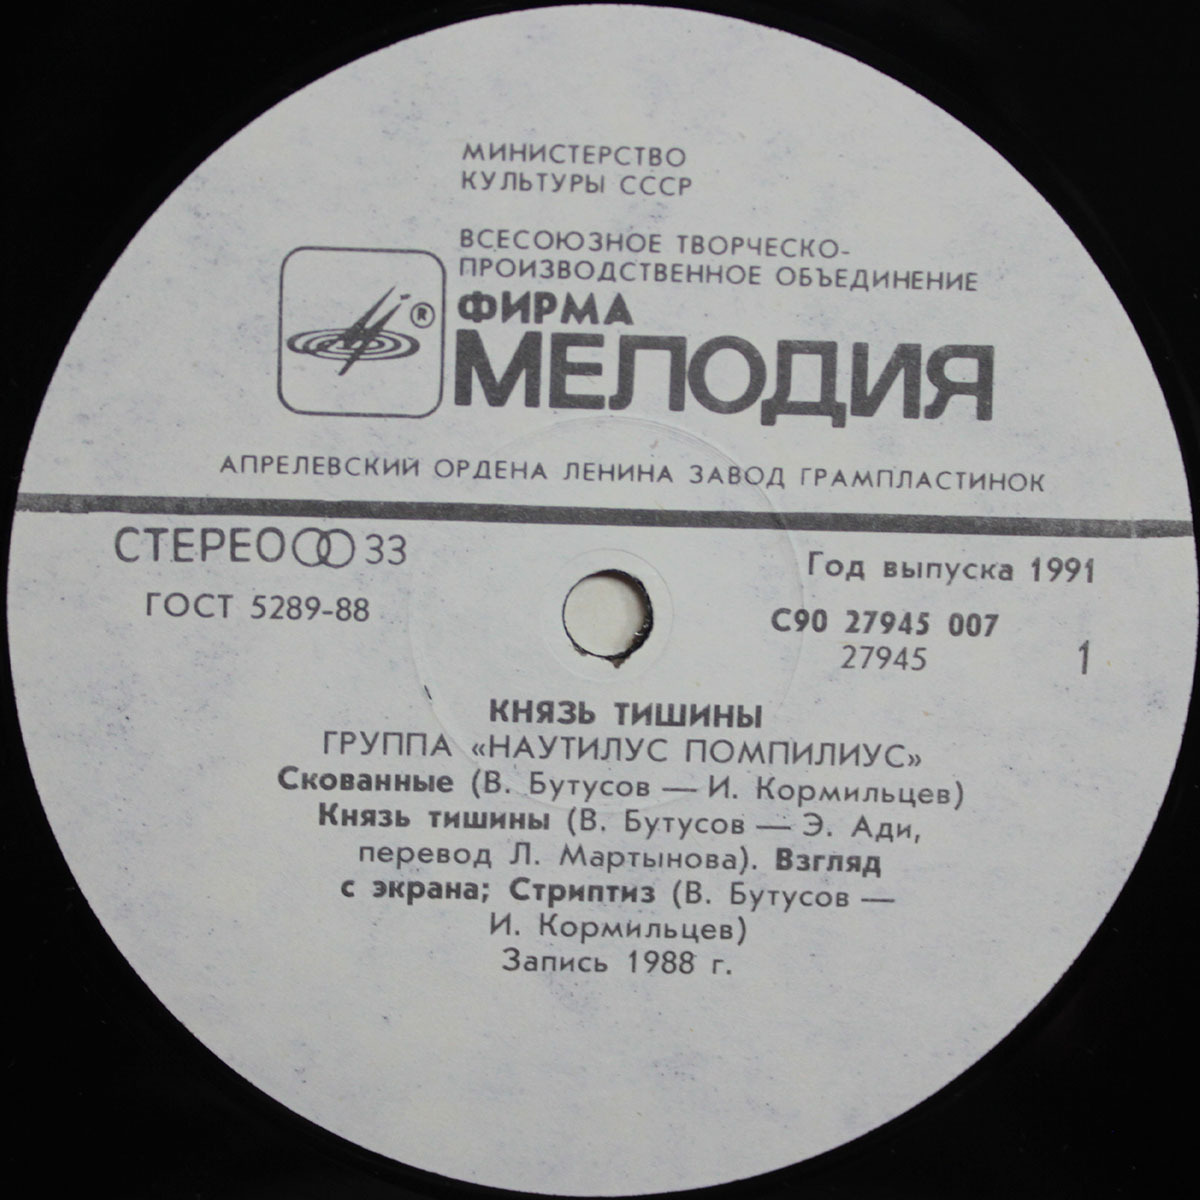 МИНИСТЕРСТВО
КУЛЬТУРЫ СССР
ВСЕСОЮЗНОЕ ТВОРЧЕСКО-
ПРОИЗВОДСТВЕННОЕ ОБЪЕДИНЕНИЕ
®
ФИРМА
МЕЛОДИЯ
АПРЕЛЕВСКИЙ ОРДЕНА ЛЕНИНА ЗАВОД ГРАМПЛАСТИНОК
СТЕРЕО 33
ГОСТ 5289-88
Год выпуска 1991
С90 27945 007
27945
1
КНЯЗЬ ТИШИНЫ
ГРУППА «НАУТИЛУС ПОМПИЛИУС»
Скованные (В. Бутусов — И. Кормильцев)
Князь тишины (В. Бутусов — Э. Ади,
перевод Л. Мартынова). Взгляд
с экрана; Стриптиз (В. Бутусов —
И. Кормильцев)
Запись 1988 г.